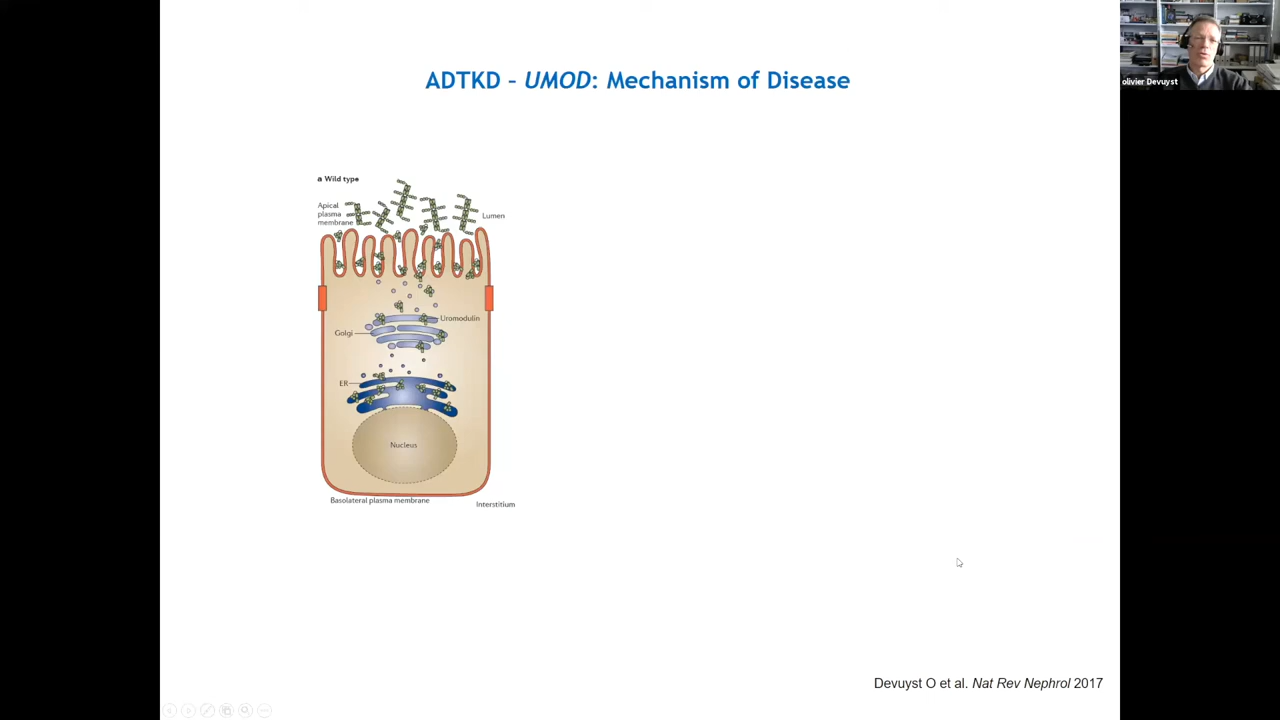 olivier Devuyst
ADTKD – UMOD: Mechanism of Disease
a Wild type
Apical
plasma
membrane
Lumen
Uromodulin
Golgi
ER
Nucleus
Basolateral plasma membrane
Interstitium
Devuyst O et al. Nat Rev Nephrol 2017